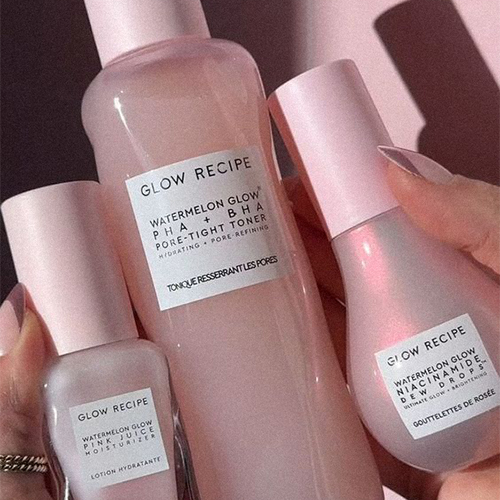 GLOW RECIPE
WATERMELON GLOW
PHA + BHA
PORE-TIGHT TONER
HYDRATING + PORE-REFINING
TONIQUE RESSERRANT LES PORES
GLOW RECIPE
WATERMELON GLOW
NIACINAMIDE
DEW DROPS™
ULTIMATE GLOW + BRIGHTENING
GOUTTELETTES DE ROSÉE
GLOW RECIPE
WATERMELON GLOW
PINK JUICE
MOISTURIZER
LOTION HYDRATANTE